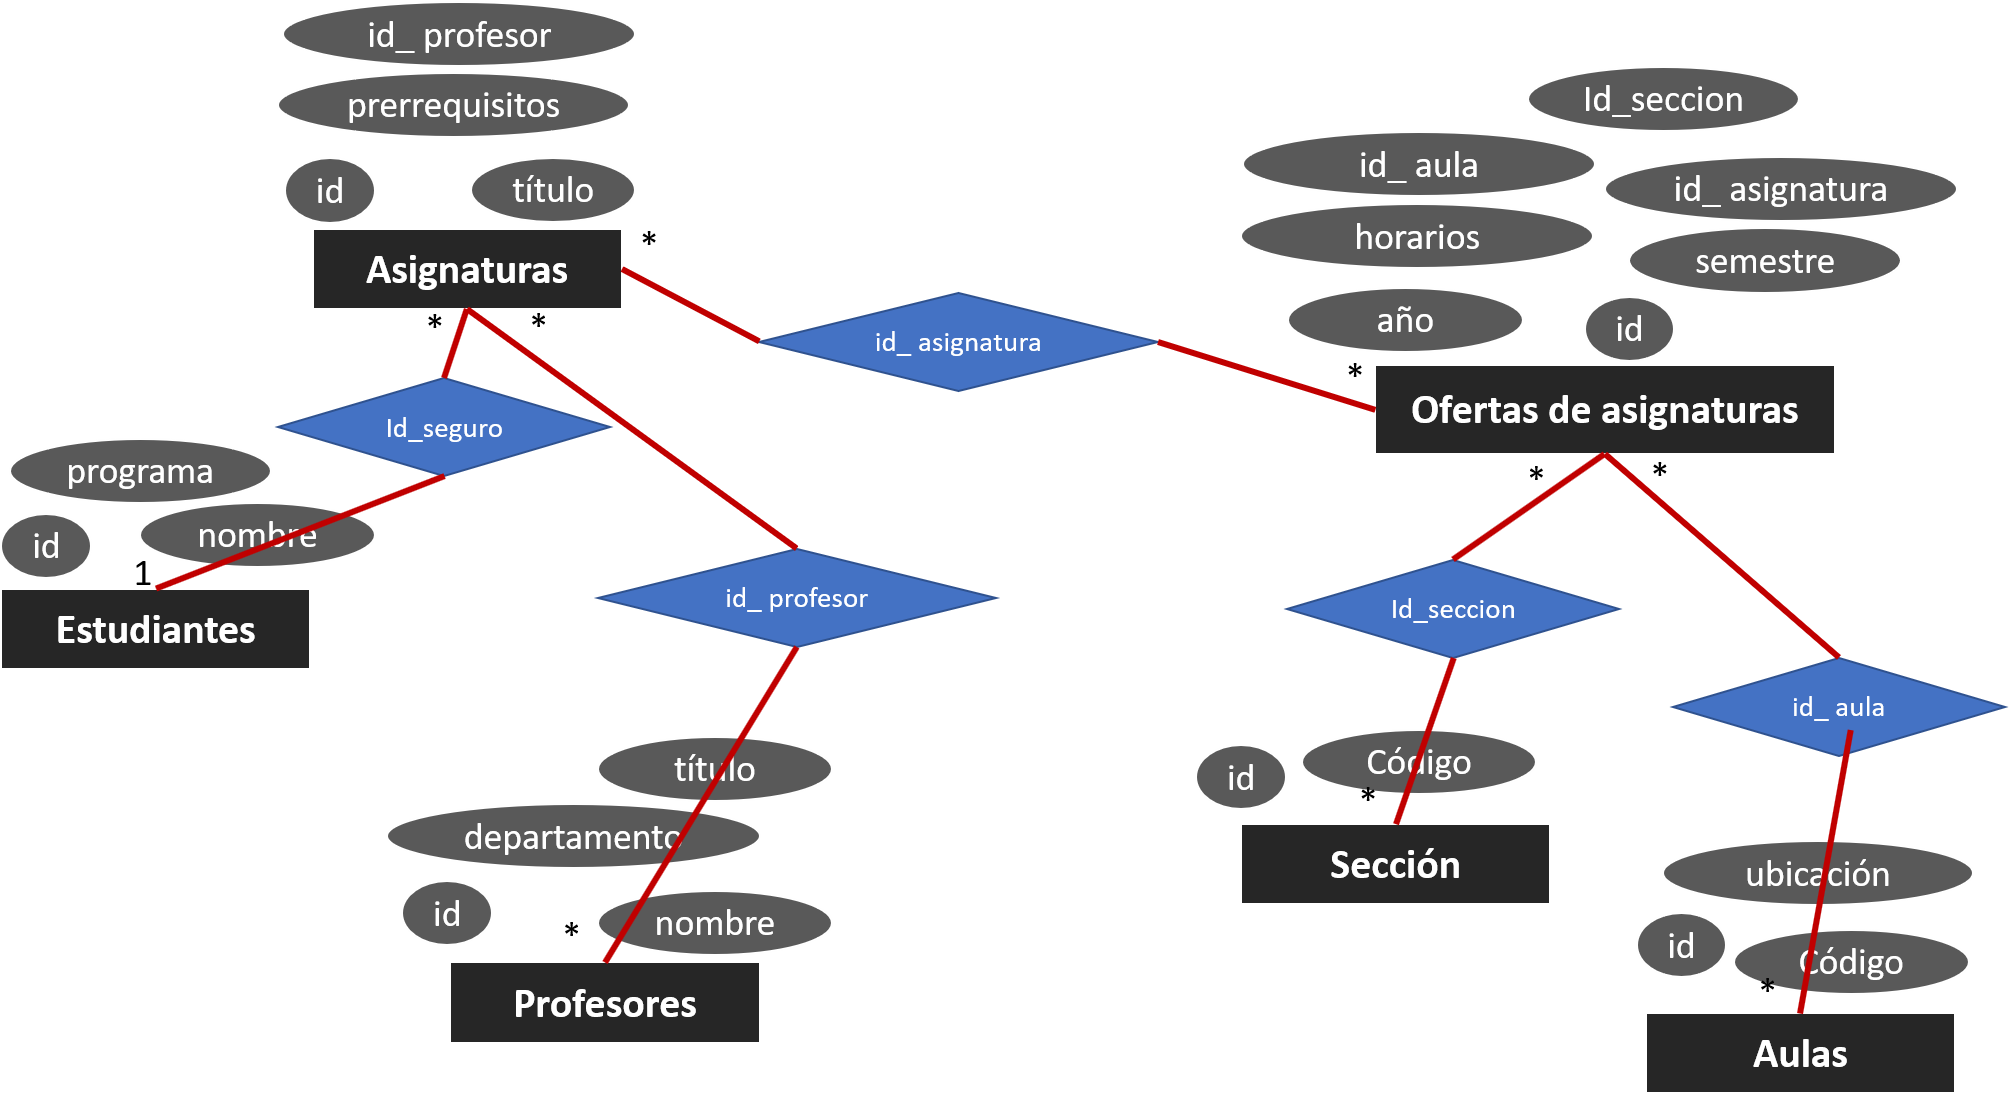 id_ profesor
prerrequisitos
id
título
Asignaturas
*
*
*
id_ asignatura
Id_seccion
id_ aula
id_ asignatura
horarios
semestre
año
id
*
Ofertas de asignaturas
*
*
Id_seguro
programa
id
nombre
1
Estudiantes
id_ profesor
título
departamento
id
nombre
*
Profesores
Id_seccion
id
Código
*
Sección
id_ aula
ubicación
id
Código
*
Aulas